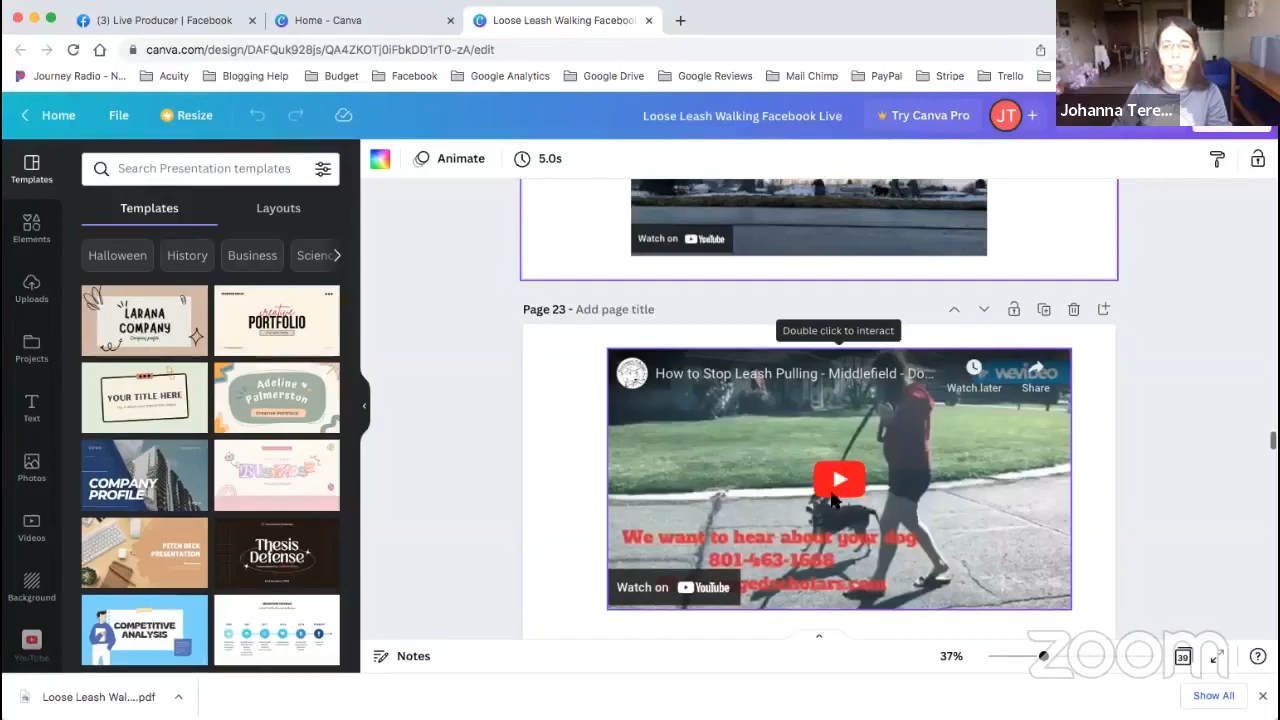 (3) Live Producer | Facebook
Home - Canva
Loose Leash Walking Facebook
canva.com/design/DAFQuk928js/QA4ZKOTj0iFbkDD1rT0-zA/edit
Journey Radio - N...
Acuity
Blogging Help
Budget
Facebook
Google Analytics
Google Drive
Google Reviews
Mail Chimp
PayPal
Stripe
Trello
Johanna Tere...
Home
File
Resize
Loose Leash Walking Facebook Live
Try Canva Pro
JT
Templates
Search Presentation templates
Animate
5.0s
Templates
Layouts
Elements
Halloween
History
Business
Scienc
Watch on YouTube
Uploads
LARANA
COMPANY
creative
PORTFOLIO
Page 23 - Add page title
Double click to interact
Projects
YOUR TITLE HERE
Adeline
Palmerston
How to Stop Leash Pulling - Middlefield - Do...
Watch later
Share
wevideo
Text
Photos
COMPANY
PROFILE
Videos
PITCH DECK
PRESENTATION
Thesis
Defense
We want to hear about your dog
Watch on YouTube
Background
COMPETITIVE
ANALYSIS
YouTube
Notes
37%
39
zoom
Loose Leash Wal....pdf
Show All